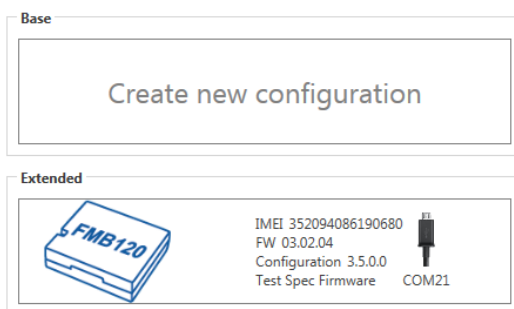 Base
Create new configuration
Extended
FMB120
IMEI 352094086190680
FW 03.02.04
Configuration 3.5.0.0
Test Spec Firmware COM21